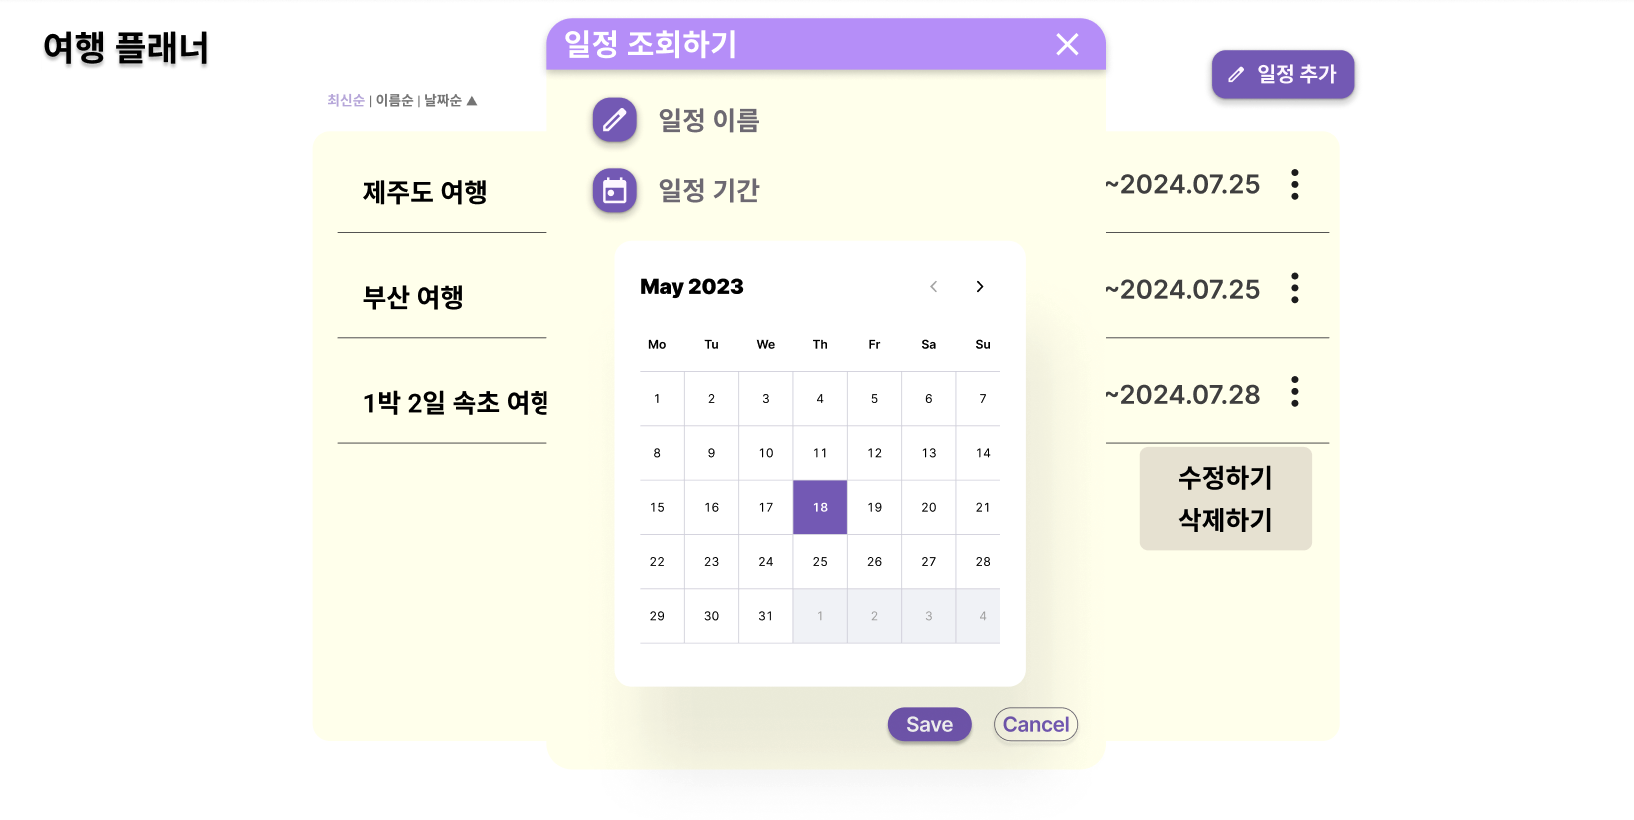 여행 플래너
일정 조회하기
일정 추가
최신순 | 이름순 | 날짜순 ▲
일정 이름
일정 기간
제주도 여행
~2024.07.25
부산 여행
~2024.07.25
1박 2일 속초 여행
~2024.07.28
수정하기
삭제하기
May 2023
Mo Tu We Th Fr Sa Su
1 2 3 4 5 6 7
8 9 10 11 12 13 14
15 16 17 18 19 20 21
22 23 24 25 26 27 28
29 30 31 1 2 3 4
Save Cancel